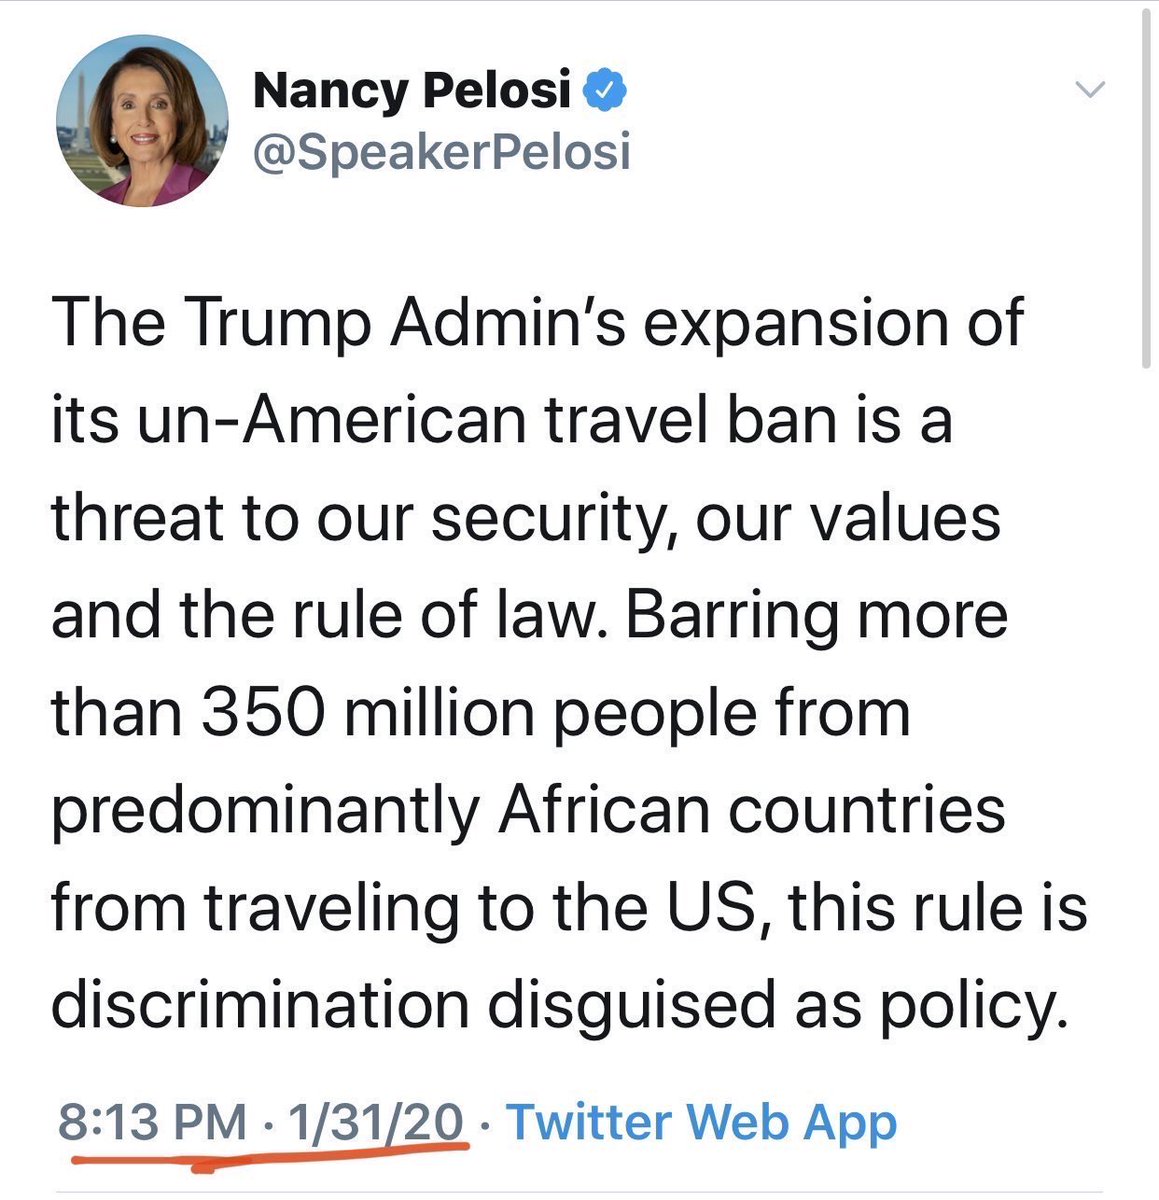 Nancy Pelosi
@SpeakerPelosi
The Trump Admin’s expansion of
its un-American travel ban is a
threat to our security, our values
and the rule of law. Barring more
than 350 million people from
predominantly African countries
from traveling to the US, this rule is
discrimination disguised as policy.
8:13 PM · 1/31/20 · Twitter Web App